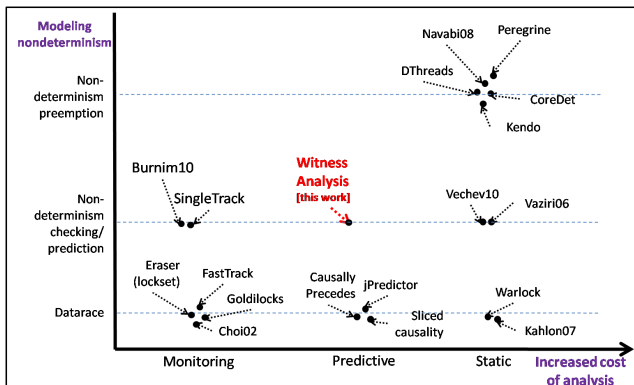 Modeling
nondeterminism
Navabi08
Peregrine
DThreads
CoreDet
Kendo
Non-
determinism
preemption
Burnim10
SingleTrack
Witness
Analysis
[this work]
Vechev10
Vaziri06
Non-
determinism
checking/
prediction
Eraser
(lockset)
FastTrack
Goldilocks
Choi02
Causally
Precedes
jPredictor
Sliced
causality
Warlock
Kahlon07
Datarace
Monitoring
Predictive
Static
Increased cost
of analysis